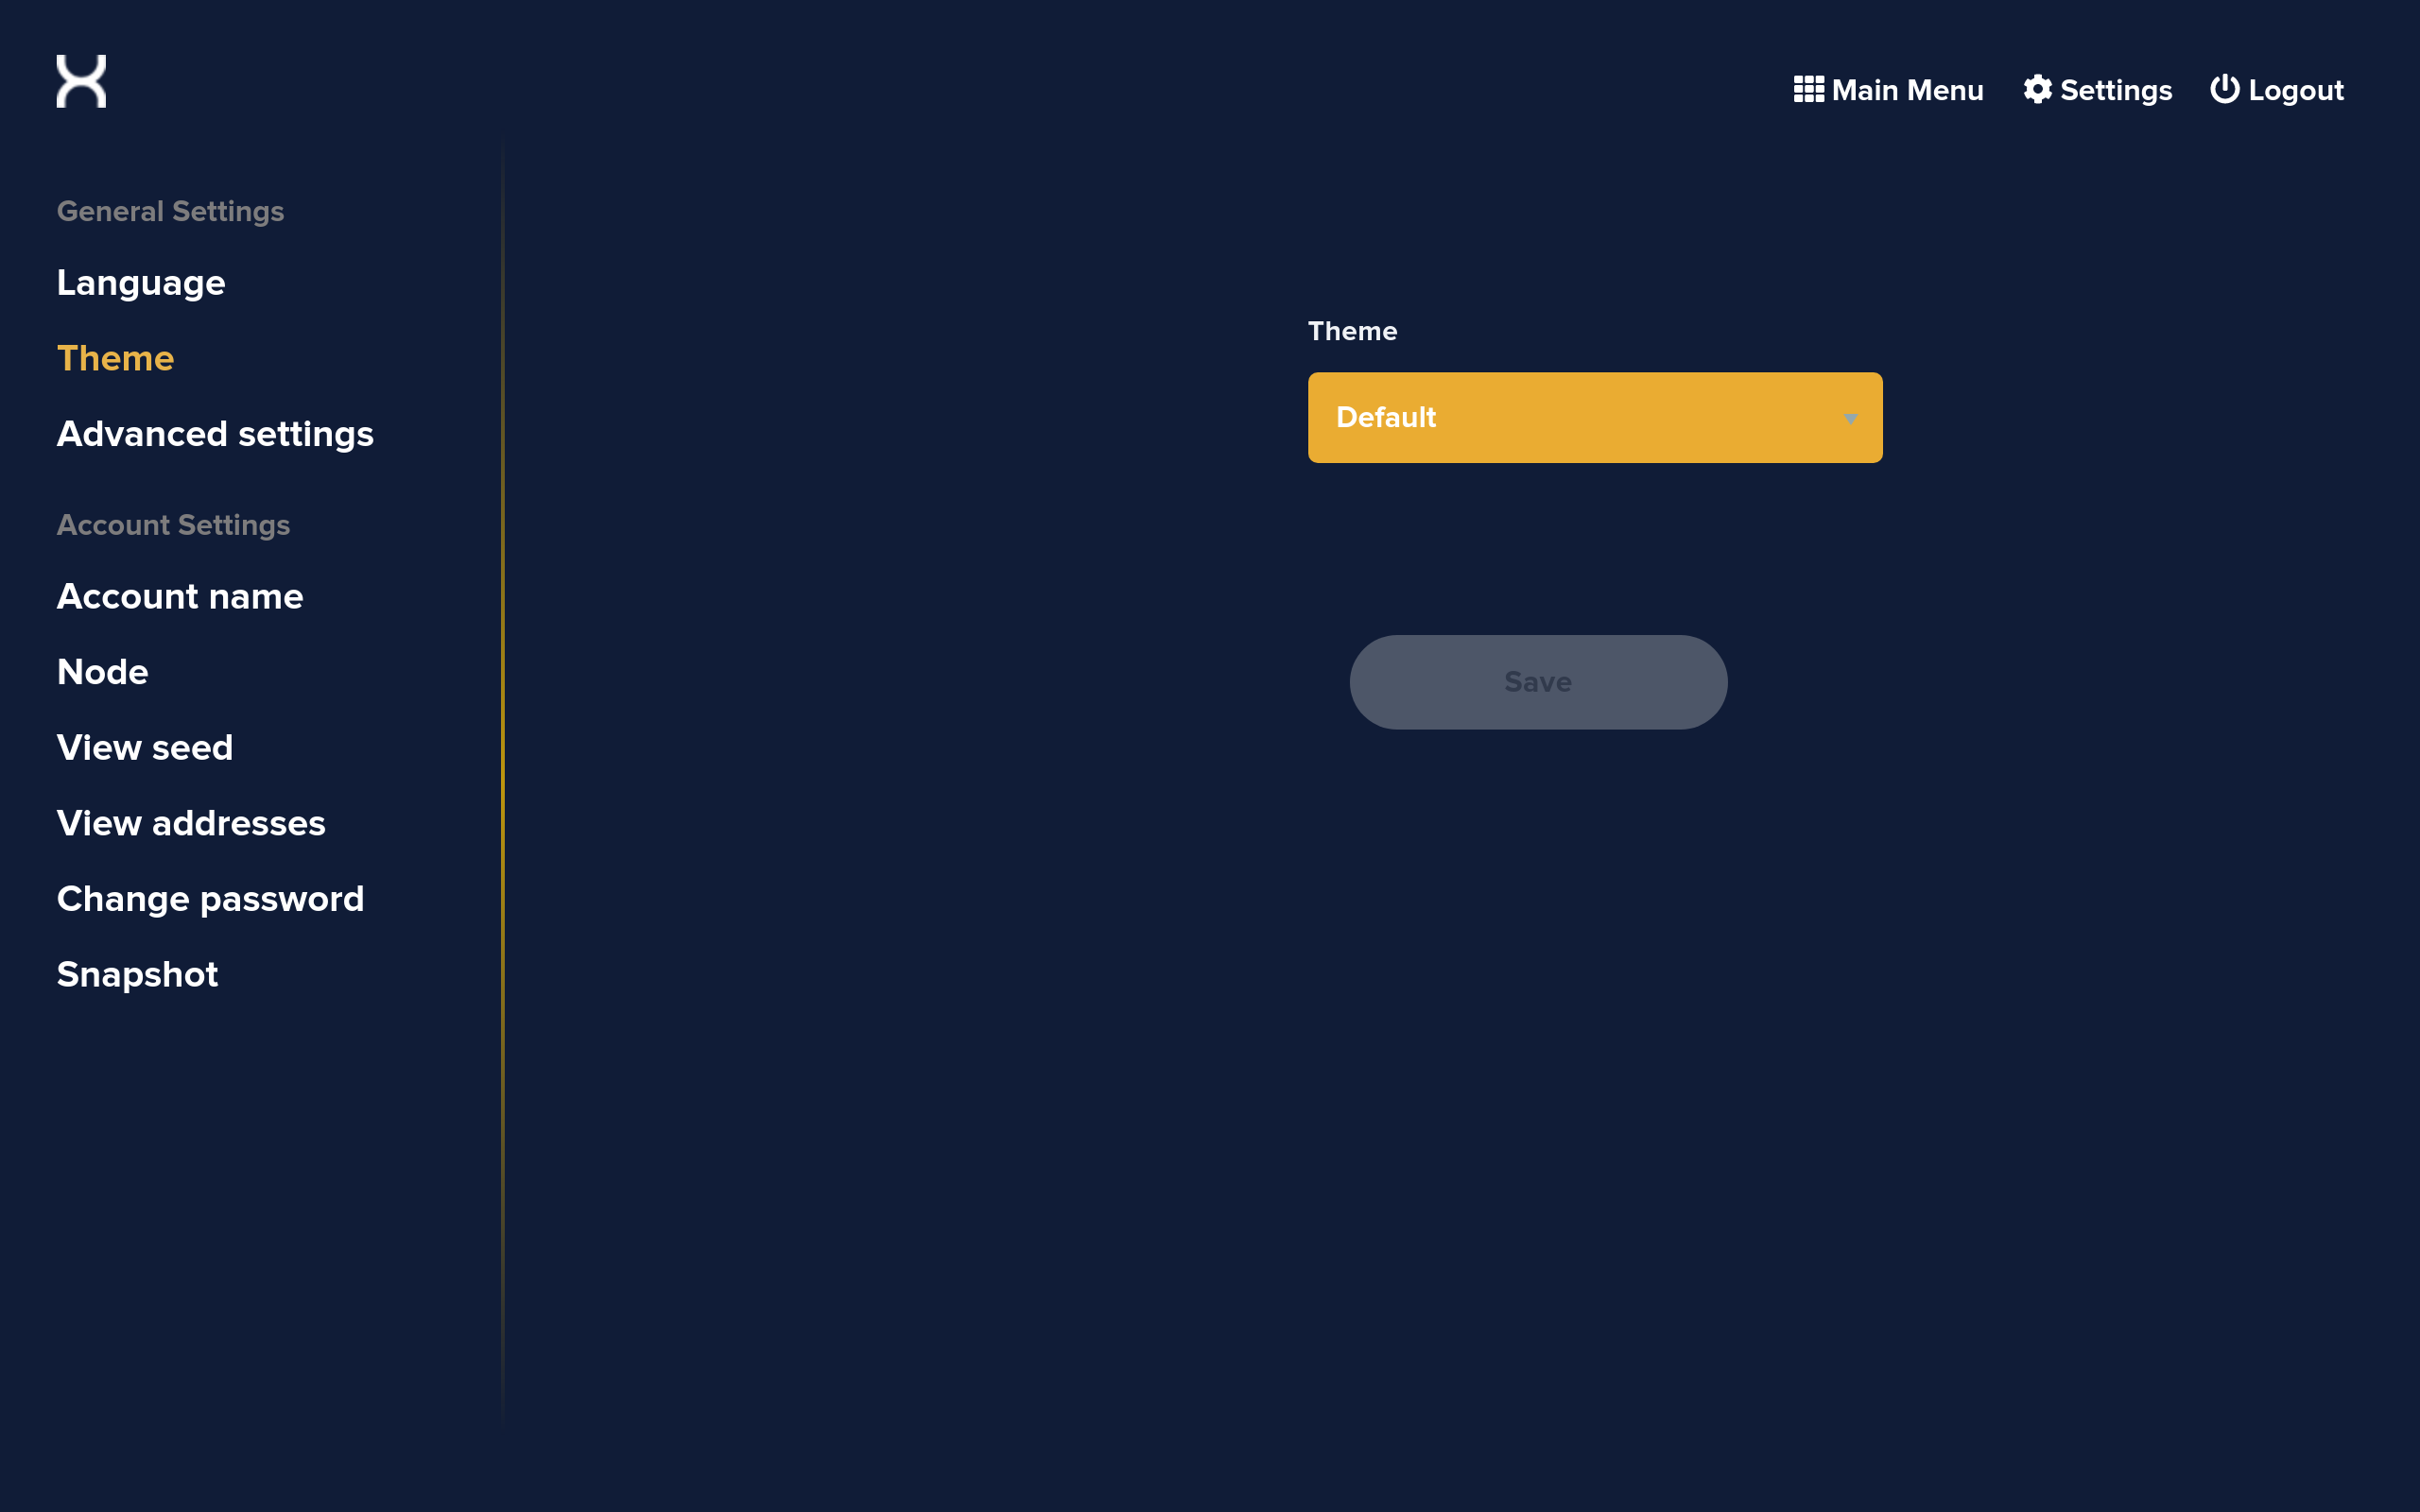 Main Menu
Settings
Logout
General Settings
Language
Theme
Advanced settings
Account Settings
Account name
Node
View seed
View addresses
Change password
Snapshot
Theme
Default
Save